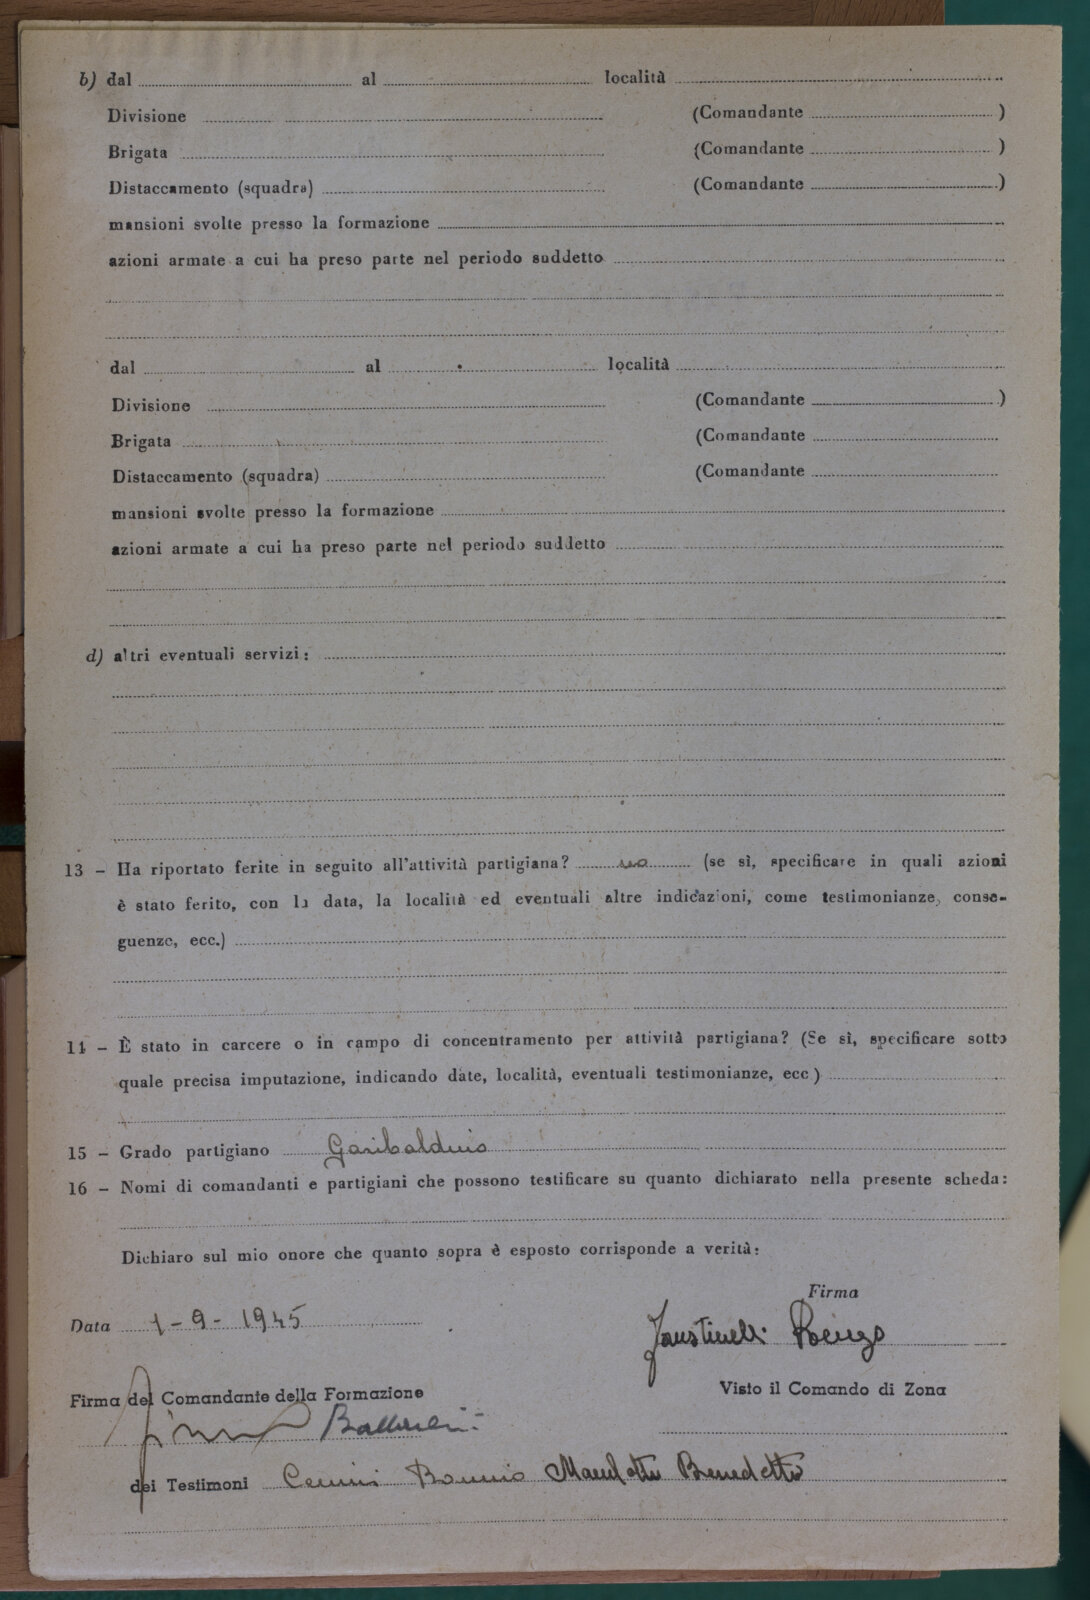 b) dal al località
Divisione (Comandante )
Brigata (Comandante )
Distaccamento (squadra) (Comandante )
mansioni svolte presso la formazione
azioni armate a cui ha preso parte nel periodo suddetto
dal al località
Divisione (Comandante )
Brigata (Comandante
Distaccamento (squadra) (Comandante
mansioni svolte presso la formazione
azioni armate a cui ha preso parte nel periodo suddetto
d) altri eventuali servizi:
13 - Ha riportato ferite in seguito all'attività partigiana? no (se sì, specificare in quali azioni
è stato ferito, con la data, la località ed eventuali altre indicazioni, come testimonianze, conse-
guenze, ecc.)
14 - È stato in carcere o in campo di concentramento per attività partigiana? (Se sì, specificare sotto
quale precisa imputazione, indicando date, località, eventuali testimonianze, ecc)
15 - Grado partigiano Garibaldino
16 - Nomi di comandanti e partigiani che possono testificare su quanto dichiarato nella presente scheda:
Dichiaro sul mio onore che quanto sopra è esposto corrisponde a verità:
Firma
Data 1-9-1945
Faustinelli Renzo
Firma del Comandante della Formazione
Visto il Comando di Zona
dei Testimoni Benedetto